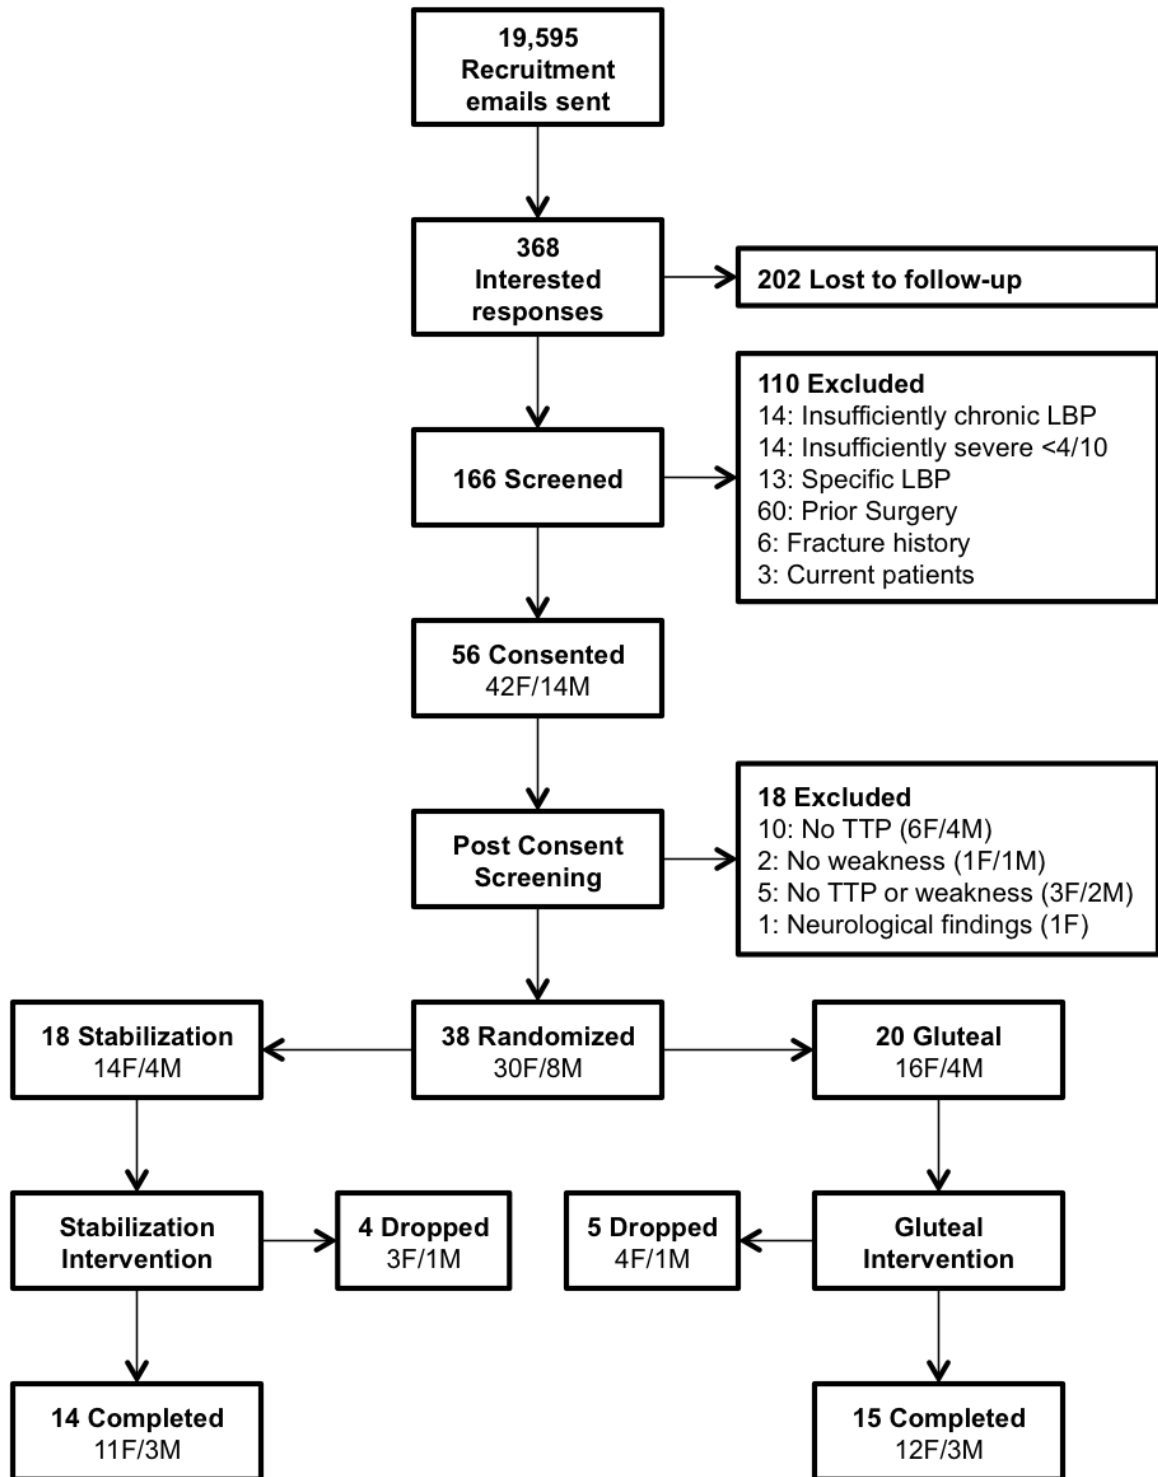 19,595
Recruitment
emails sent
368
Interested
responses
202 Lost to follow-up
166 Screened
110 Excluded
14: Insufficiently chronic LBP
14: Insufficiently severe <4/10
13: Specific LBP
60: Prior Surgery
6: Fracture history
3: Current patients
56 Consented
42F/14M
Post Consent
Screening
18 Excluded
10: No TTP (6F/4M)
2: No weakness (1F/1M)
5: No TTP or weakness (3F/2M)
1: Neurological findings (1F)
18 Stabilization
14F/4M
38 Randomized
30F/8M
20 Gluteal
16F/4M
Stabilization
Intervention
4 Dropped
3F/1M
5 Dropped
4F/1M
Gluteal
Intervention
14 Completed
11F/3M
15 Completed
12F/3M